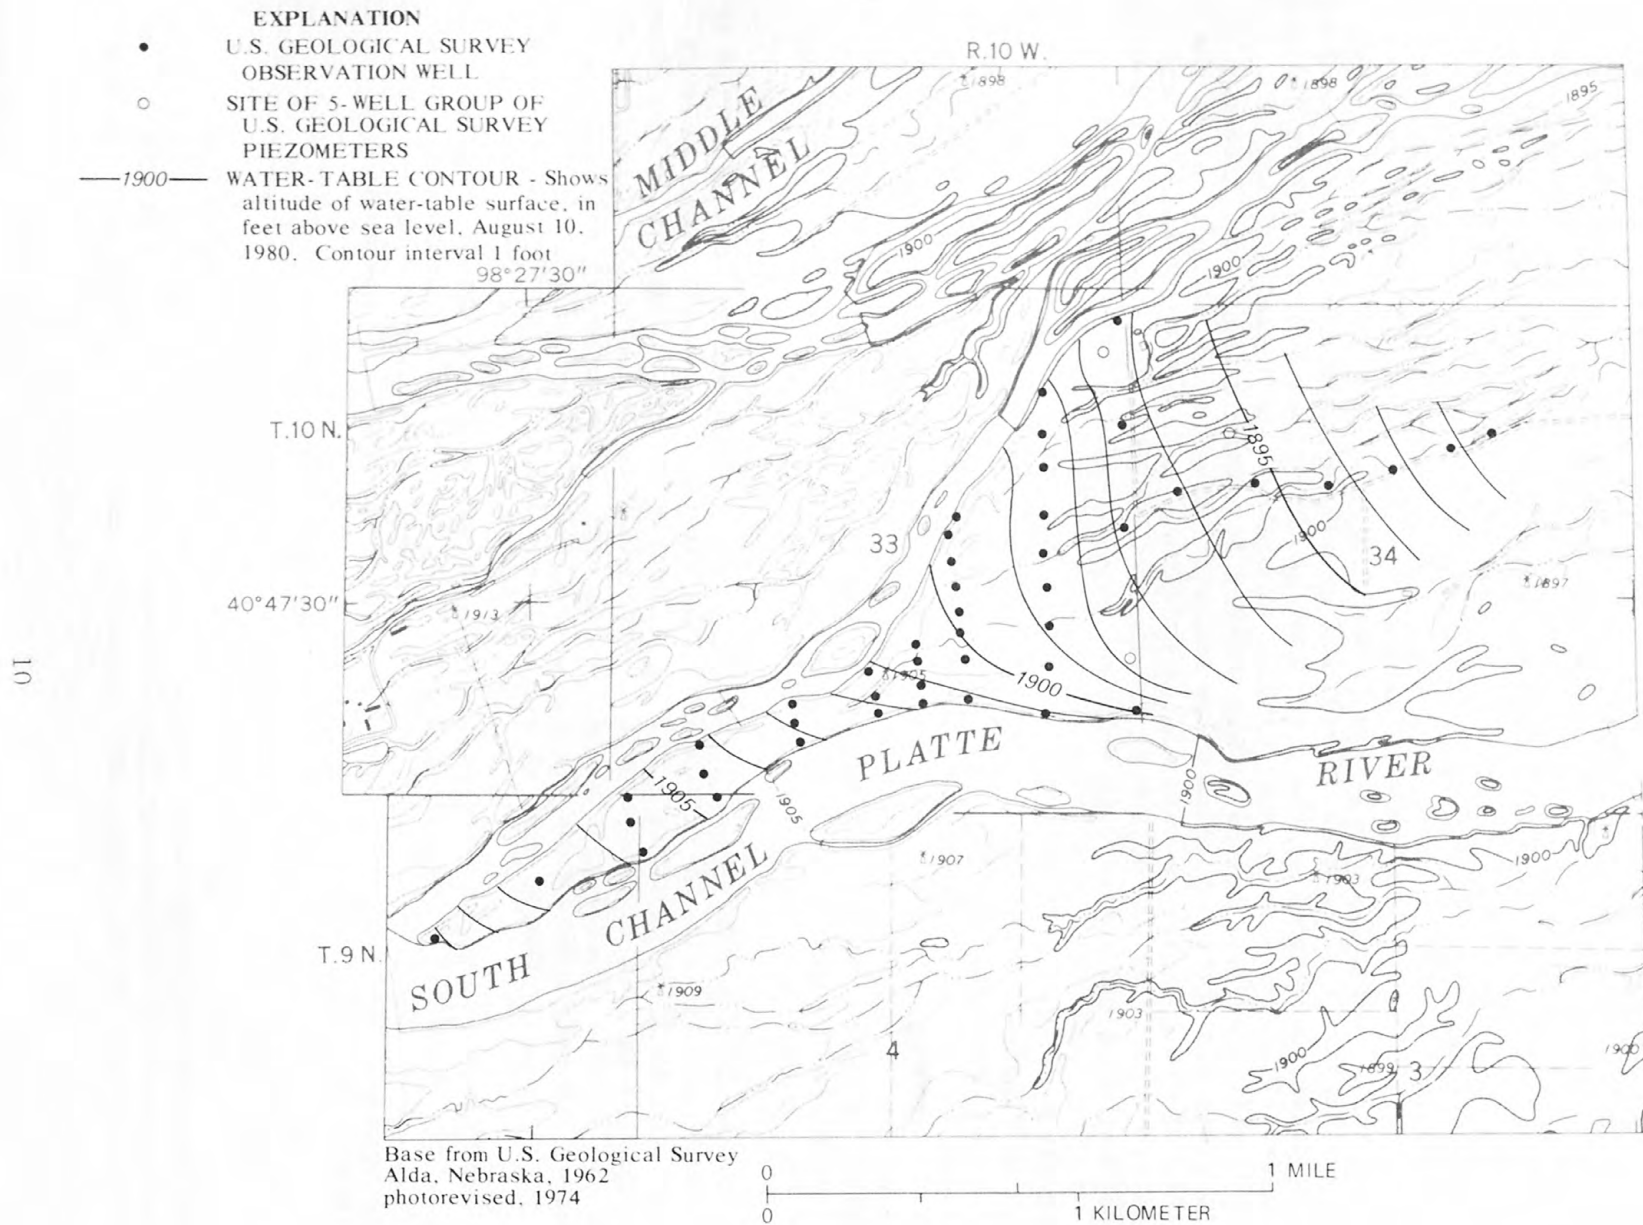 EXPLANATION
U.S. GEOLOGICAL SURVEY
OBSERVATION WELL
SITE OF 5-WELL GROUP OF
U.S. GEOLOGICAL SURVEY
PIEZOMETERS
1900
WATER-TABLE CONTOUR - Shows
altitude of water-table surface, in
feet above sea level, August 10,
1980. Contour interval 1 foot
98°27'30"
R.10 W.
1898
1898
1895
MIDDLE
CHANNEL
1900
1900
T.10 N.
1895
33
1900
34
40°47'30"
1913
1897
10
1905
1900
PLATTE
RIVER
1900
1905
1905
1907
1900
1903
CHANNEL
T.9 N.
SOUTH
1909
1903
4
1900
1900
1899
3
Base from U.S. Geological Survey
Alda, Nebraska, 1962
photorevised, 1974
0
1 MILE
0
1 KILOMETER